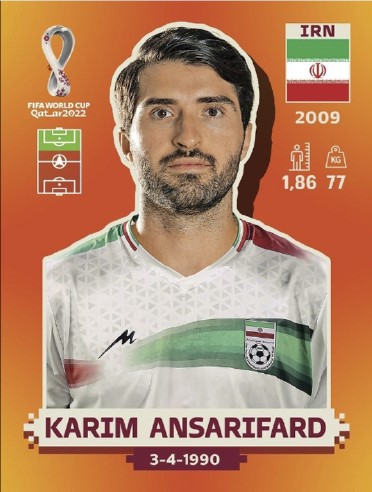 IRN
FIFA WORLD CUP
Qatar2022
2009
KG
1,86 77
KARIM ANSARIFARD
3-4-1990